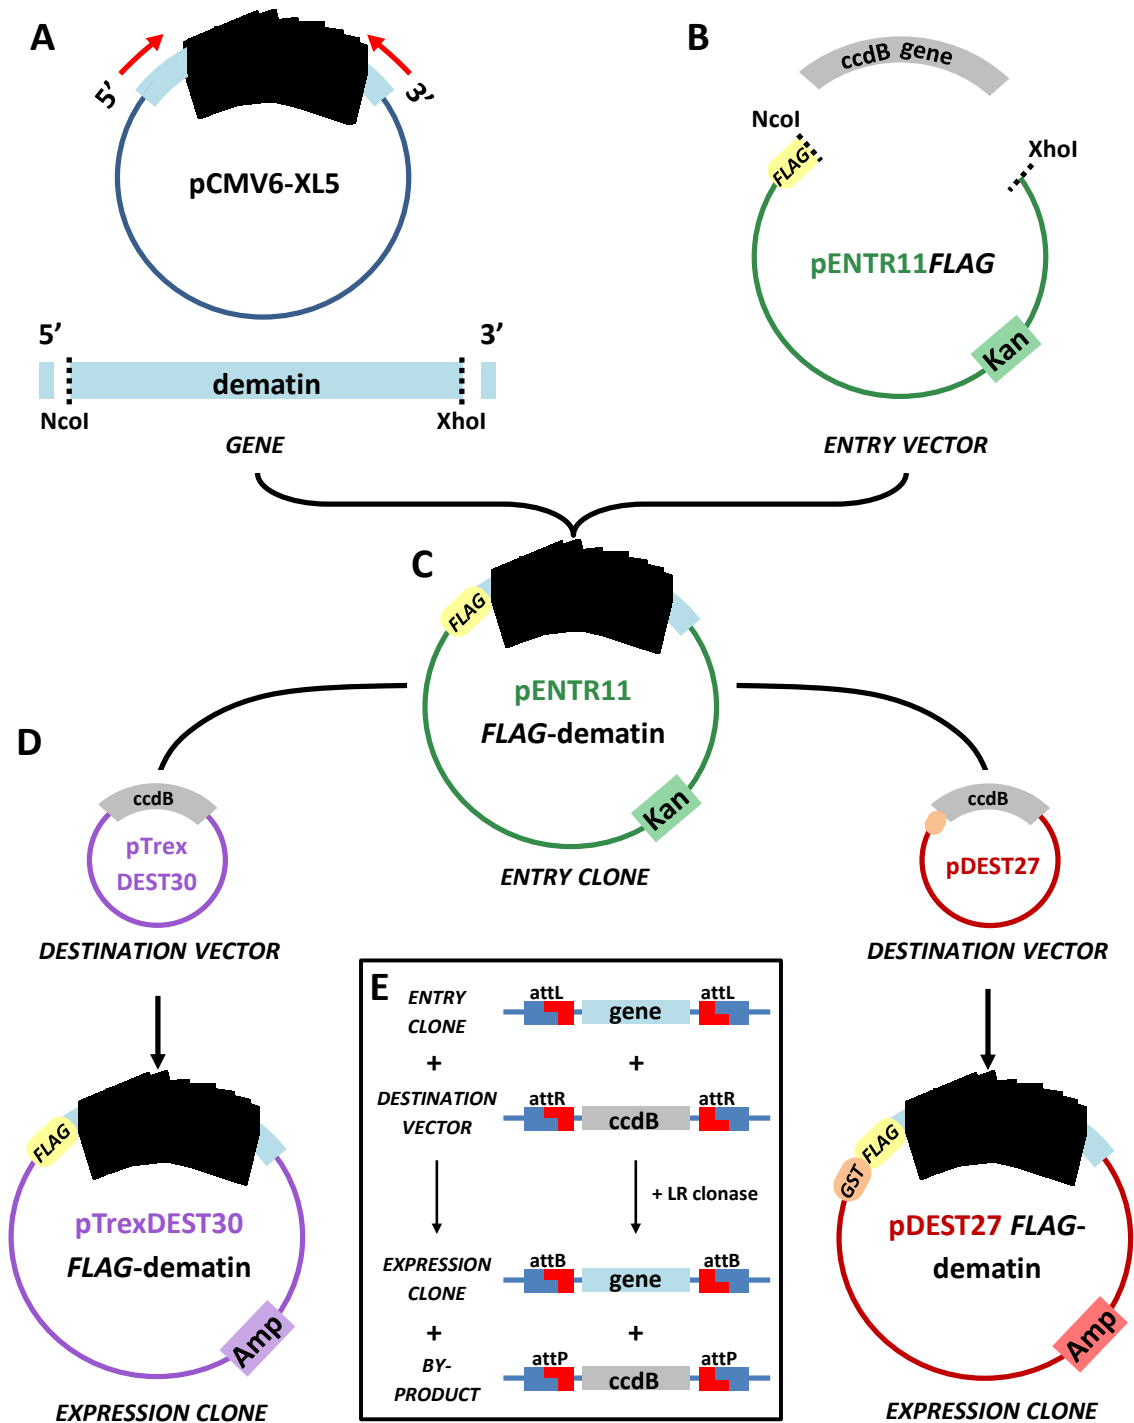 A
5’
3’
pCMV6-XL5
5’
3’
dematin
NcoI
XhoI
GENE
B
ccdB gene
NcoI
XhoI
FLAG
pENTR11FLAG
Kan
ENTRY VECTOR
C
FLAG
pENTR11
FLAG-dematin
Kan
ENTRY CLONE
D
ccdB
pTrex
DEST30
DESTINATION VECTOR
FLAG
pTrexDEST30
FLAG-dematin
Amp
EXPRESSION CLONE
ccdB
pDEST27
DESTINATION VECTOR
GST
FLAG
pDEST27 FLAG-
dematin
Amp
EXPRESSION CLONE
E
ENTRY
CLONE
attL
gene
attL
+
+
DESTINATION
VECTOR
attR
ccdB
attR
+ LR clonase
EXPRESSION
CLONE
attB
gene
attB
+
+
BY-
PRODUCT
attP
ccdB
attP